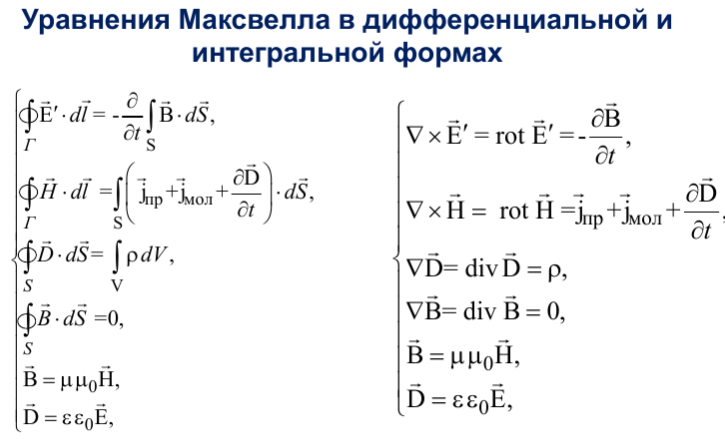 Уравнения Максвелла в дифференциальной и
интегральной формах
∮_Γ E⃗′ · dl⃗ = -∂/∂t ∫_S B⃗ · dS⃗,
∮_Γ H⃗ · dl⃗ = ∫_S (j⃗пр + j⃗мол + ∂D⃗/∂t) · dS⃗,
∮_S D⃗ · dS⃗ = ∫_V ρdV,
∮_S B⃗ · dS⃗ = 0,
B⃗ = μμ₀H⃗,
D⃗ = εε₀E⃗,
∇ × E⃗′ = rot E⃗′ = -∂B⃗/∂t,
∇ × H⃗ = rot H⃗ = j⃗пр + j⃗мол + ∂D⃗/∂t,
∇D⃗ = div D⃗ = ρ,
∇B⃗ = div B⃗ = 0,
B⃗ = μμ₀H⃗,
D⃗ = εε₀E⃗,